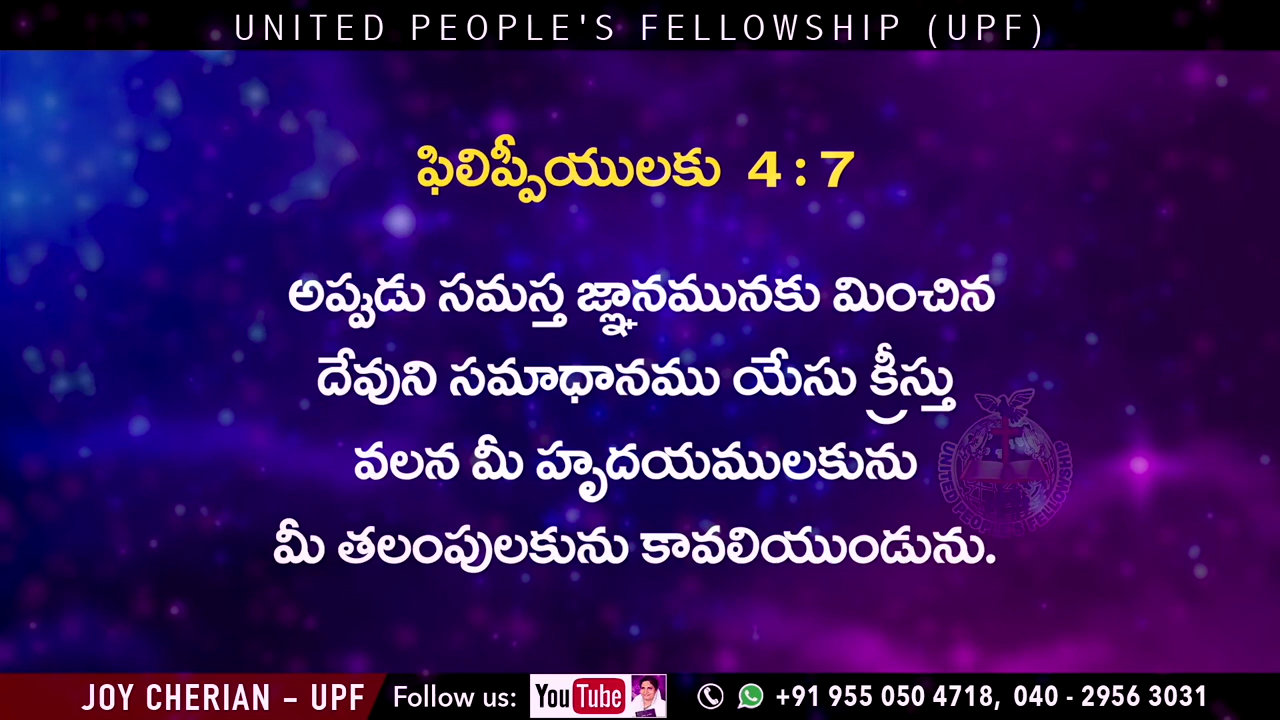 UNITED PEOPLE'S FELLOWSHIP (UPF)
ఫిలిప్పీయులకు 4 : 7
అప్పుడు సమస్త జ్ఞానమునకు మించిన
దేవుని సమాధానము యేసు క్రీస్తు
వలన మీ హృదయములకును
మీ తలంపులకును కావలియుండును.
JOY CHERIAN – UPF Follow us: YouTube +91 955 050 4718, 040 - 2956 3031